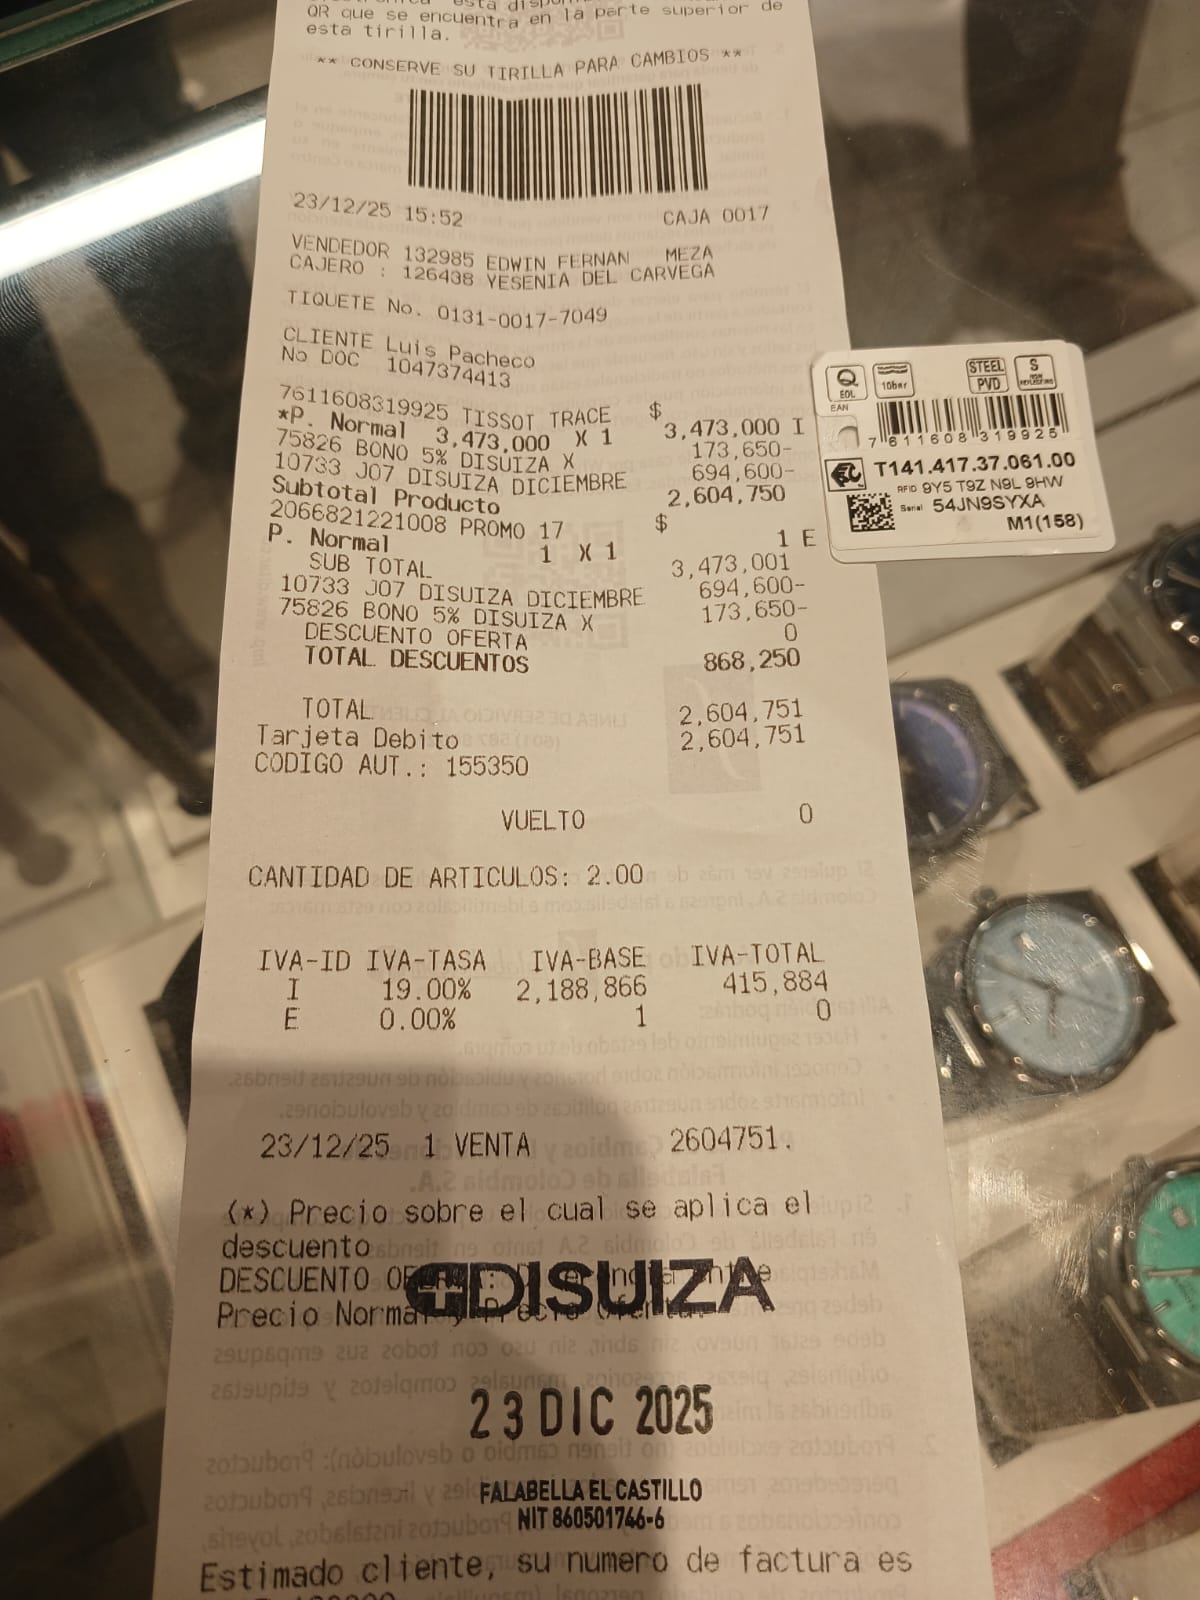 QR que se encuentra en la parte superior de
esta tirilla.
** CONSERVE SU TIRILLA PARA CAMBIOS **
23/12/25 15:52 CAJA 0017
VENDEDOR 132985 EDWIN FERNAN MEZA
CAJERO : 126438 YESENIA DEL CARVEGA
TIQUETE No. 0131-0017-7049
CLIENTE Luis Pacheco
No DOC 1047374413
7611608319925 TISSOT TRACE $
*P. Normal 3,473,000 X 1 3,473,000 I
75826 BONO 5% DISUIZA X 173,650-
10733 J07 DISUIZA DICIEMBRE 694,600-
Subtotal Producto 2,604,750
2066821221008 PROMO 17 $
P. Normal 1 X 1 1 E
SUB TOTAL 3,473,001
10733 J07 DISUIZA DICIEMBRE 694,600-
75826 BONO 5% DISUIZA X 173,650-
DESCUENTO OFERTA 0
TOTAL DESCUENTOS 868,250
TOTAL 2,604,751
Tarjeta Debito 2,604,751
CODIGO AUT.: 155350
VUELTO 0
CANTIDAD DE ARTICULOS: 2.00
IVA-ID IVA-TASA IVA-BASE IVA-TOTAL
I 19.00% 2,188,866 415,884
E 0.00% 1 0
23/12/25 1 VENTA 2604751.
(*) Precio sobre el cual se aplica el
descuento
DESCUENTO
Precio
DISUIZA
23 DIC 2025
FALABELLA EL CASTILLO
NIT 860501746-6
Estimado cliente, su numero de factura es
Q
EOL
10bar
STEEL
PVD
S
EAN
7 611608 319925
T141.417.37.061.00
RFID 9Y5 T9Z N9L 9HW
Serial 54JN9SYXA
M1(158)